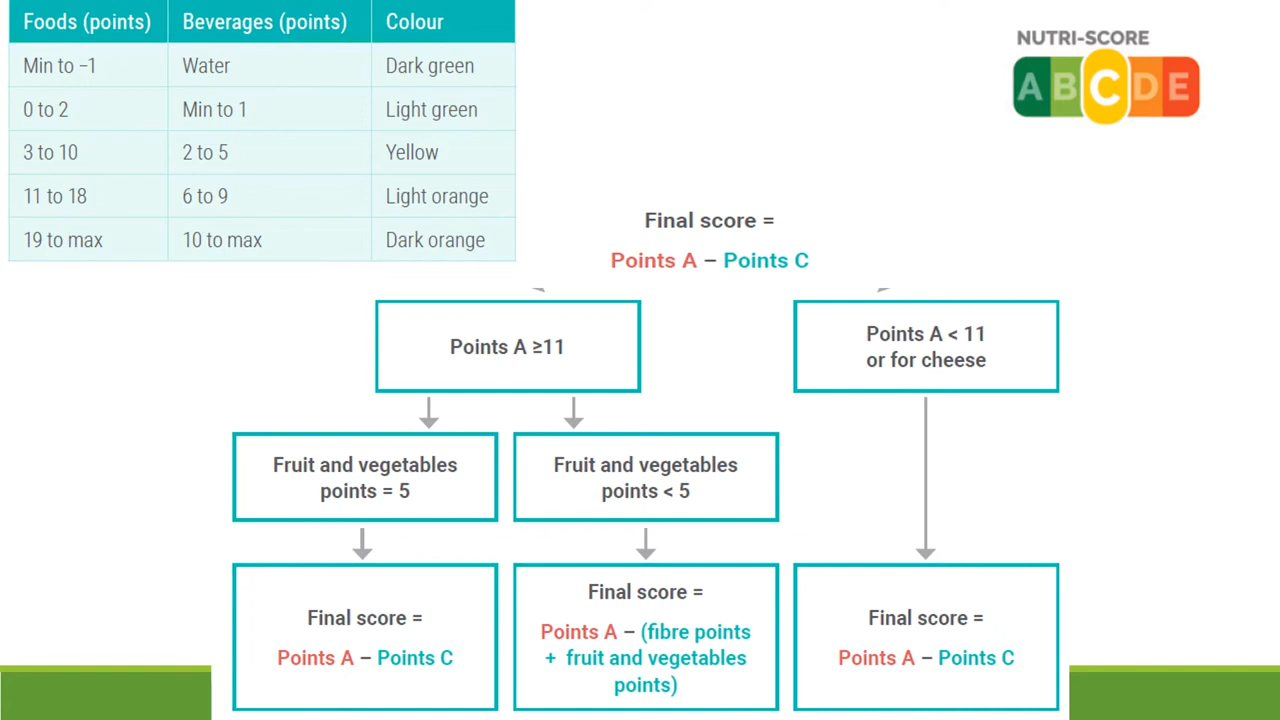 Foods (points) Beverages (points) Colour
Min to −1 Water Dark green
0 to 2 Min to 1 Light green
3 to 10 2 to 5 Yellow
11 to 18 6 to 9 Light orange
19 to max 10 to max Dark orange
NUTRI-SCORE
A B C D E
Final score =
Points A – Points C
Points A ≥11
Points A < 11
or for cheese
Fruit and vegetables
points = 5
Fruit and vegetables
points < 5
Final score =
Points A – Points C
Final score =
Points A – (fibre points
+ fruit and vegetables
points)
Final score =
Points A – Points C